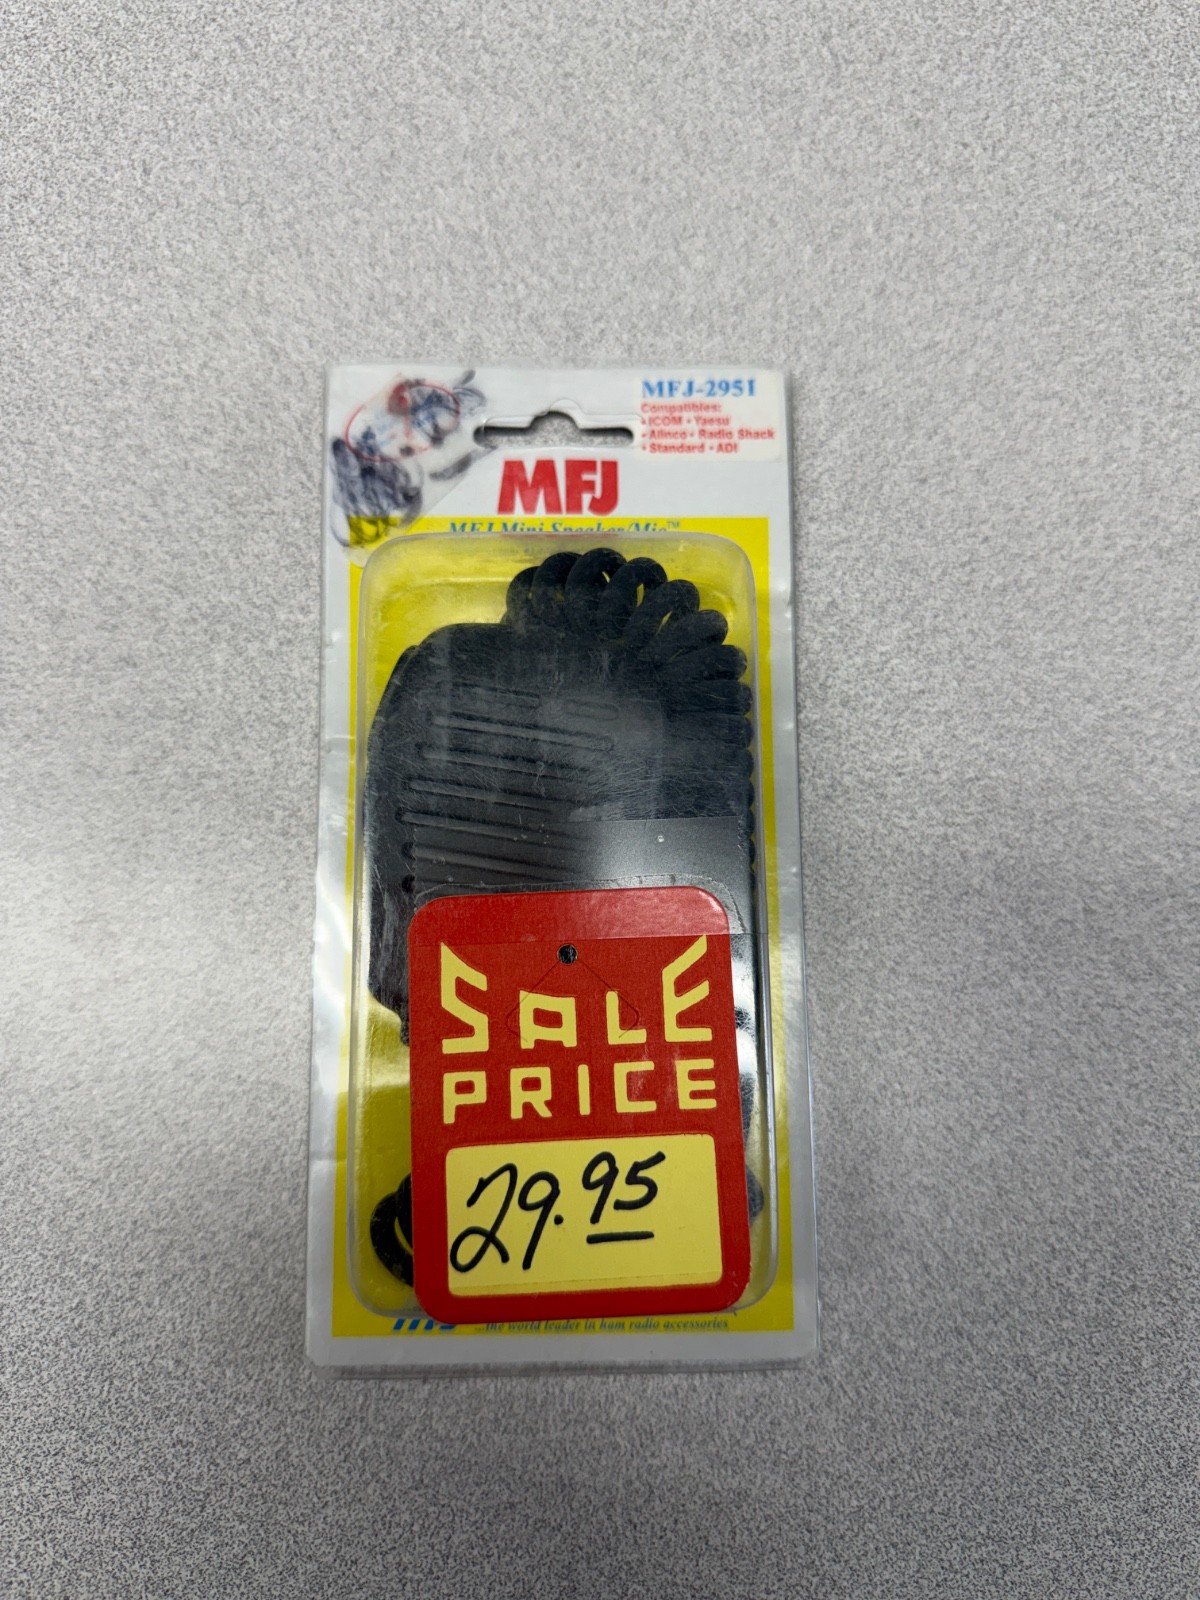 MFJ-295I
Compatibles:
• ICOM • Yaesu
• Alinco • Radio Shack
• Standard • ADI
MFJ
MFJ Mini Speaker/Mic™
SALE
PRICE
29.95
...the world leader in ham radio accessories